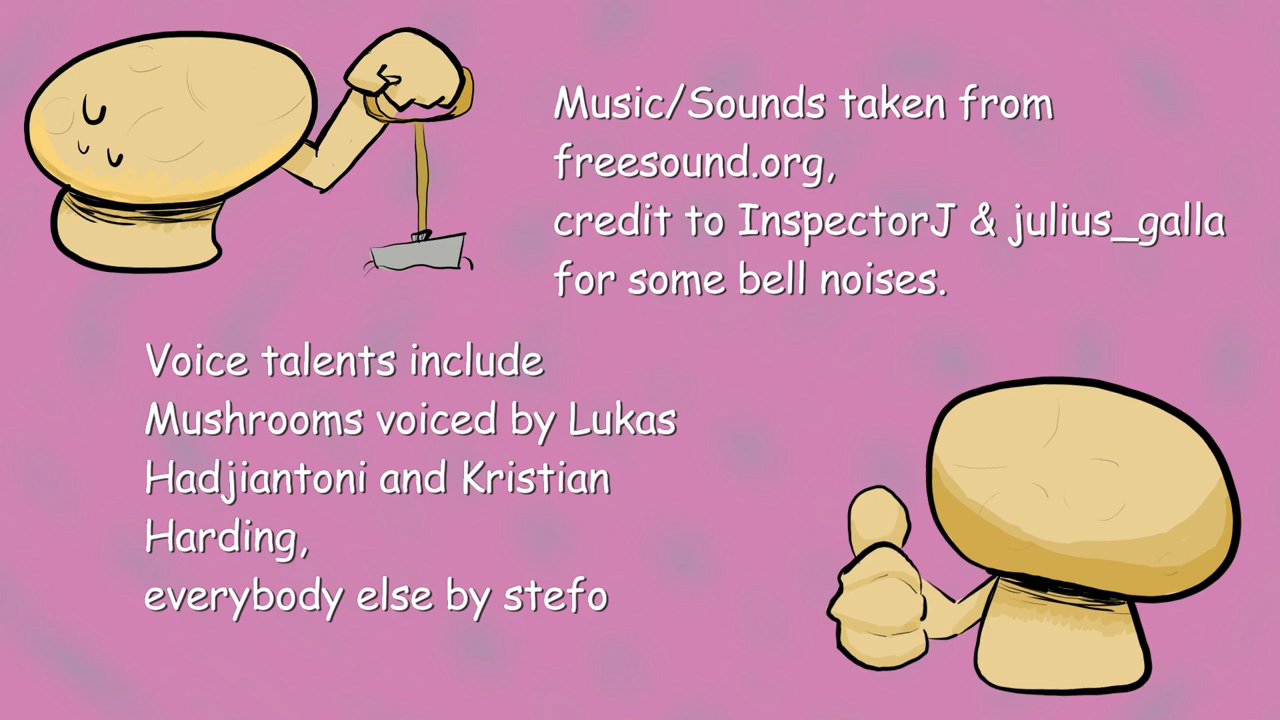 Music/Sounds taken from
freesound.org,
credit to InspectorJ & julius_galla
for some bell noises.
Voice talents include
Mushrooms voiced by Lukas
Hadjiantoni and Kristian
Harding,
everybody else by stefo